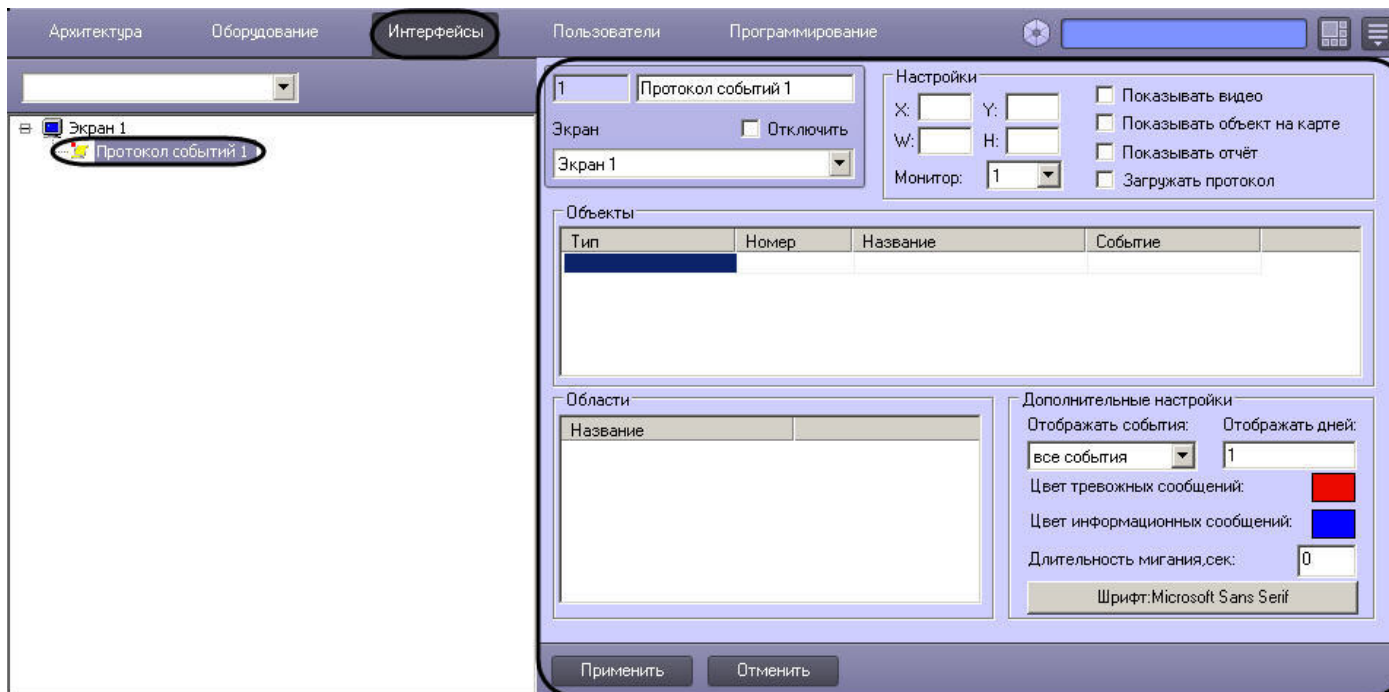 Архитектура Оборудование Интерфейсы Пользователи Программирование
Экран 1
Протокол событий 1
1 Протокол событий 1
Экран Отключить
Экран 1
Настройки
X: Y:
W: H:
Монитор: 1
Показывать видео
Показывать объект на карте
Показывать отчёт
Загружать протокол
Объекты
Тип Номер Название Событие
Области
Название
Дополнительные настройки
Отображать события: Отображать дней:
все события 1
Цвет тревожных сообщений:
Цвет информационных сообщений:
Длительность мигания,сек: 0
Шрифт:Microsoft Sans Serif
Применить Отменить